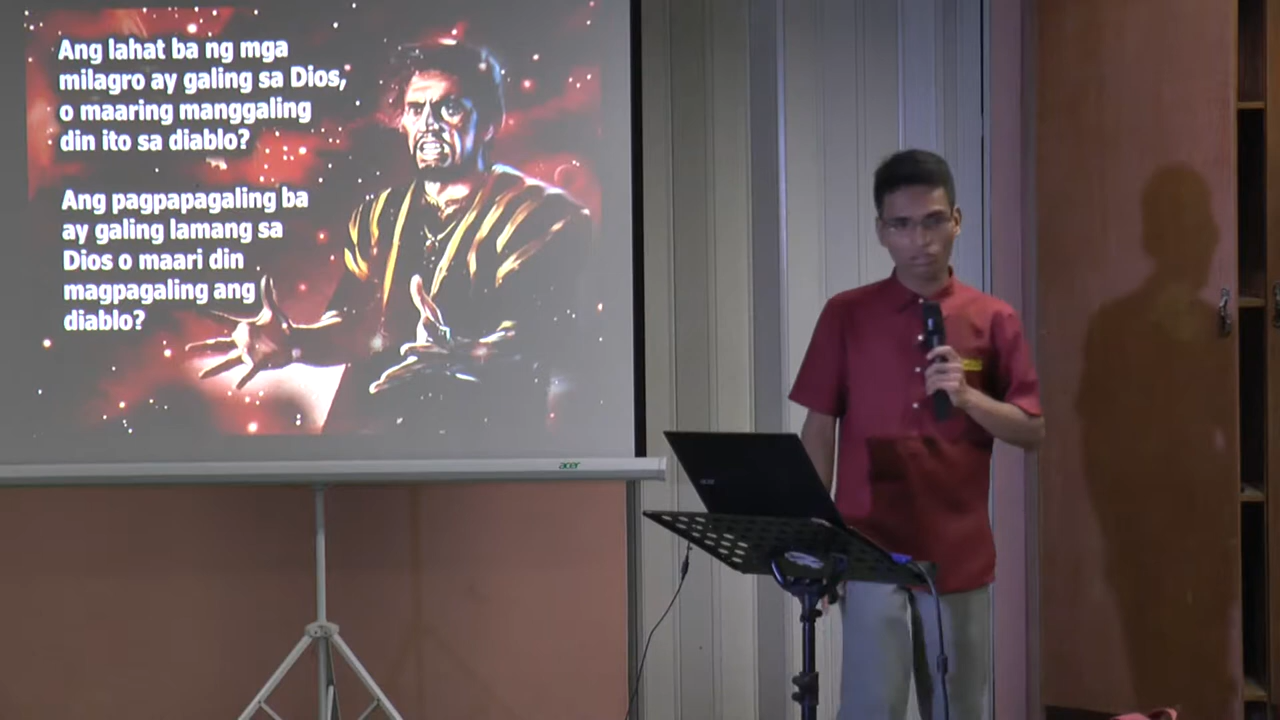 Ang lahat ba ng mga
milagro ay galing sa Dios,
o maaring manggaling
din ito sa diablo?
Ang pagpapagaling ba
ay galing lamang sa
Dios o maari din
magpagaling ang
diablo?
acer